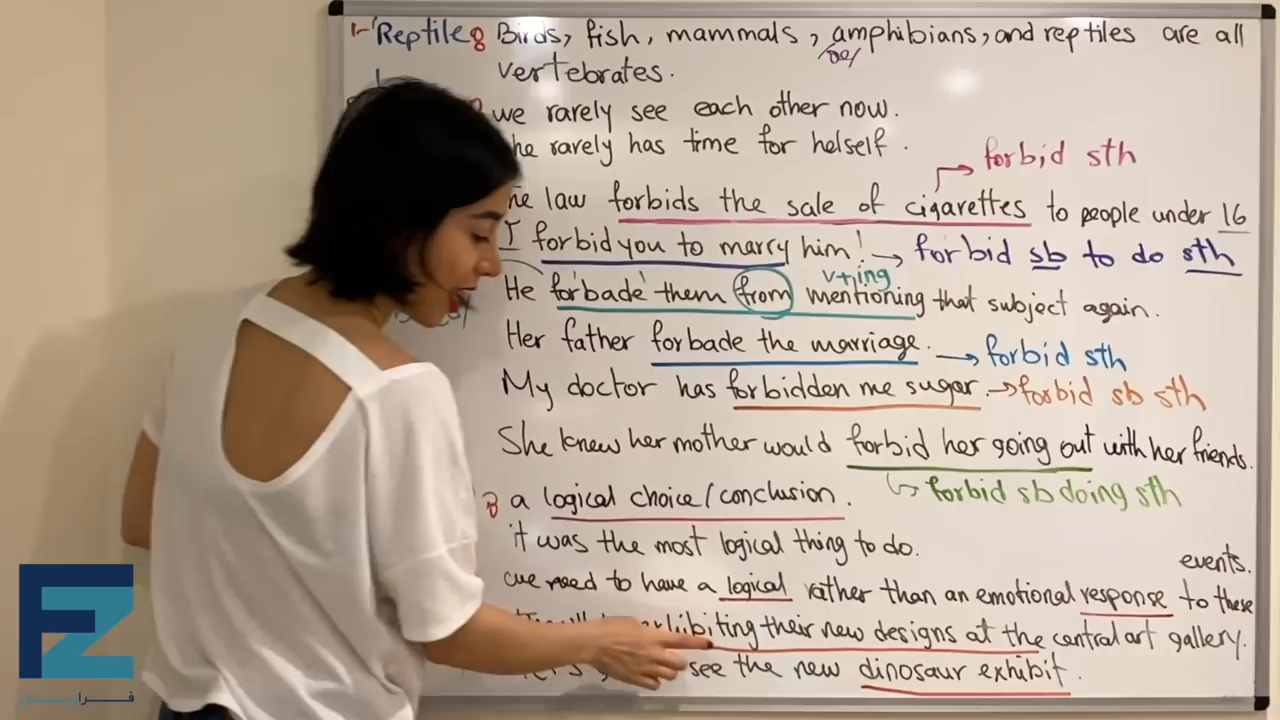 1- Reptile: Birds, fish, mammals, amphibians, and reptiles are all
vertebrates.
we rarely see each other now.
he rarely has time for helself.
forbid sth
law forbids the sale of cigarettes to people under 16
I forbid you to marry him! → forbid sb to do sth
v+ing
He forbade them from mentioning that subject again.
Her father forbade the marriage. → forbid sth
My doctor has forbidden me sugar. → forbid sb sth
She knew her mother would forbid her going out with her friends.
forbid sb doing sth
a logical choice/conclusion.
it was the most logical thing to do.
events.
we need to have a logical rather than an emotional response to these
their new designs at the cantral art gallery.
see the new dinosaur exhibit.
FZ
فرازبان